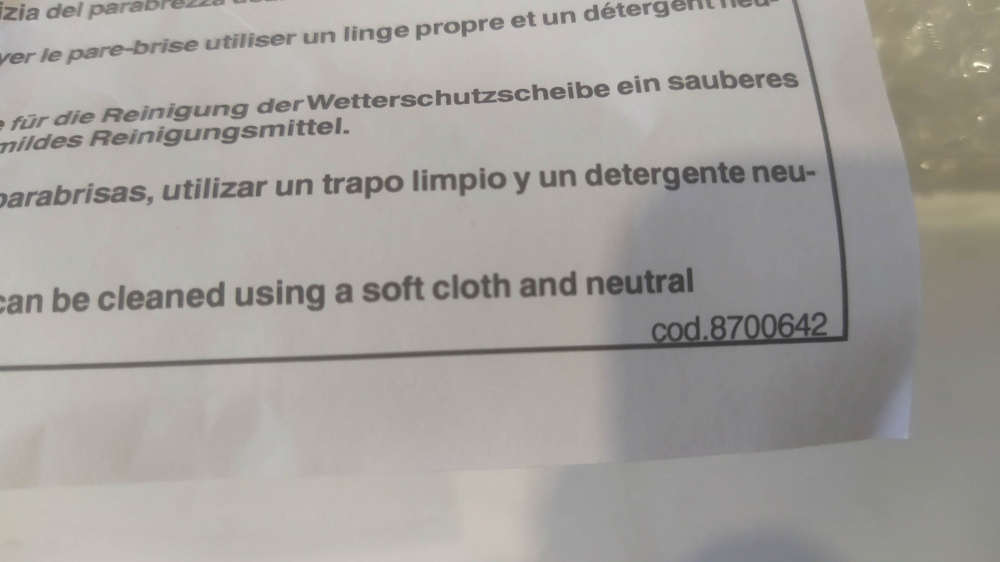 izia del parabrezza
yer le pare-brise utiliser un linge propre et un détergent neu-
für die Reinigung der Wetterschutzscheibe ein sauberes
mildes Reinigungsmittel.
parabrisas, utilizar un trapo limpio y un detergente neu-
can be cleaned using a soft cloth and neutral
cod.8700642